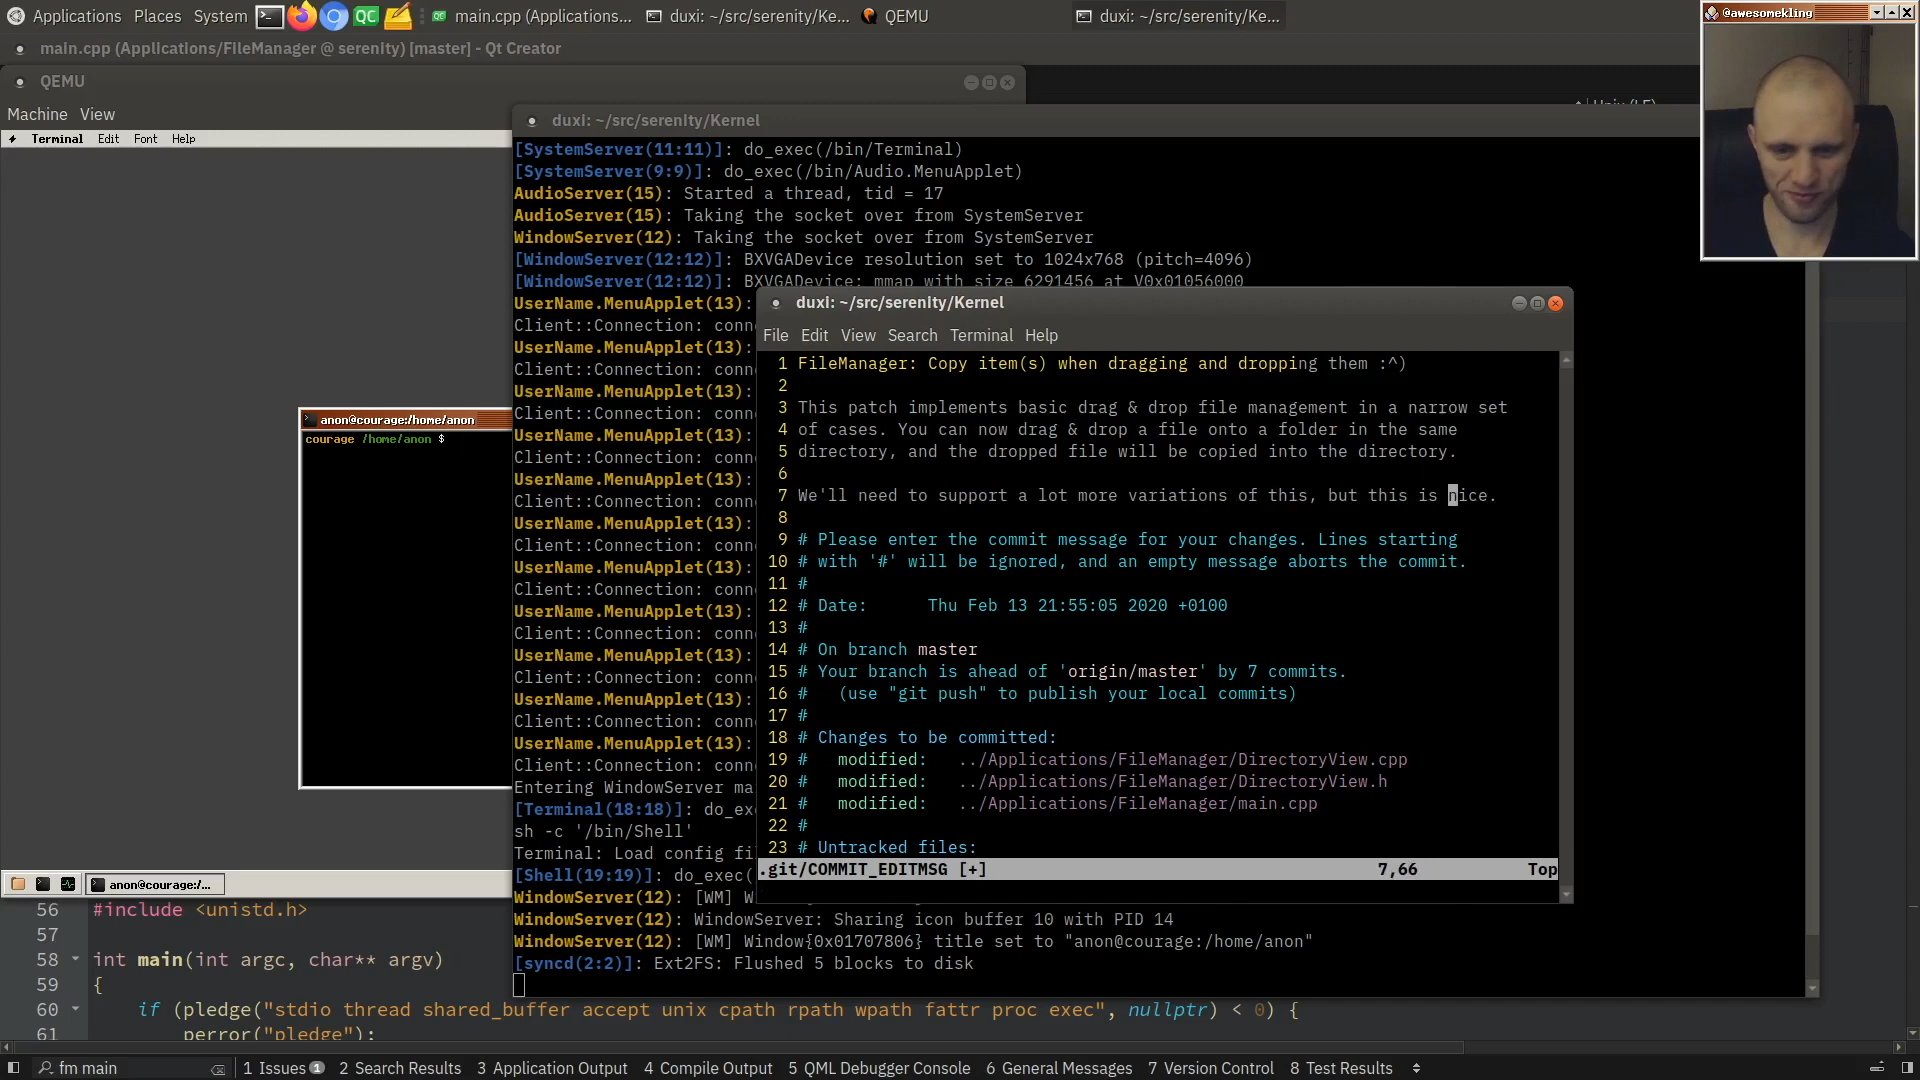 Applications Places System main.cpp (Applications... duxi: ~/src/serenity/Ke... QEMU duxi: ~/src/serenity/Ke...
@awesomekling
main.cpp (Applications/FileManager @ serenity) [master] - Qt Creator
QEMU
Machine View
Terminal Edit Font Help
duxi: ~/src/serenity/Kernel
[SystemServer(11:11)]: do_exec(/bin/Terminal)
[SystemServer(9:9)]: do_exec(/bin/Audio.MenuApplet)
AudioServer(15): Started a thread, tid = 17
AudioServer(15): Taking the socket over from SystemServer
WindowServer(12): Taking the socket over from SystemServer
[WindowServer(12:12)]: BXVGADevice resolution set to 1024x768 (pitch=4096)
[WindowServer(12:12)]: BXVGADevice: mmap with size 6291456 at V0x01056000
UserName.MenuApplet(13):
Client::Connection: conn
UserName.MenuApplet(13):
Client::Connection: conn
UserName.MenuApplet(13):
Client::Connection: conn
UserName.MenuApplet(13):
Client::Connection: conn
UserName.MenuApplet(13):
Client::Connection: conn
UserName.MenuApplet(13):
Client::Connection: conn
UserName.MenuApplet(13):
Client::Connection: conn
UserName.MenuApplet(13):
Client::Connection: conn
UserName.MenuApplet(13):
Client::Connection: conn
UserName.MenuApplet(13):
Client::Connection: conn
UserName.MenuApplet(13):
Client::Connection: conn
Entering WindowServer ma
[Terminal(18:18)]: do_ex
sh -c '/bin/Shell'
Terminal: Load config fi
[Shell(19:19)]: do_exec(
WindowServer(12): [WM] W
WindowServer(12): WindowServer: Sharing icon buffer 10 with PID 14
WindowServer(12): [WM] Window{0x01707806} title set to "anon@courage:/home/anon"
[syncd(2:2)]: Ext2FS: Flushed 5 blocks to disk
duxi: ~/src/serenity/Kernel
File Edit View Search Terminal Help
1 FileManager: Copy item(s) when dragging and dropping them :^)
2
3 This patch implements basic drag & drop file management in a narrow set
4 of cases. You can now drag & drop a file onto a folder in the same
5 directory, and the dropped file will be copied into the directory.
6
7 We'll need to support a lot more variations of this, but this is nice.
8
9 # Please enter the commit message for your changes. Lines starting
10 # with '#' will be ignored, and an empty message aborts the commit.
11 #
12 # Date:      Thu Feb 13 21:55:05 2020 +0100
13 #
14 # On branch master
15 # Your branch is ahead of 'origin/master' by 7 commits.
16 #   (use "git push" to publish your local commits)
17 #
18 # Changes to be committed:
19 #   modified:   ../Applications/FileManager/DirectoryView.cpp
20 #   modified:   ../Applications/FileManager/DirectoryView.h
21 #   modified:   ../Applications/FileManager/main.cpp
22 #
23 # Untracked files:
.git/COMMIT_EDITMSG [+] 7,66 Top
anon@courage:/home/anon
courage /home/anon $
anon@courage:/...
56 #include <unistd.h>
57
58 int main(int argc, char** argv)
59 {
60 if (pledge("stdio thread shared_buffer accept unix cpath rpath wpath fattr proc exec", nullptr) < 0) {
61 perror("pledge");
fm main 1 Issues 1 2 Search Results 3 Application Output 4 Compile Output 5 QML Debugger Console 6 General Messages 7 Version Control 8 Test Results